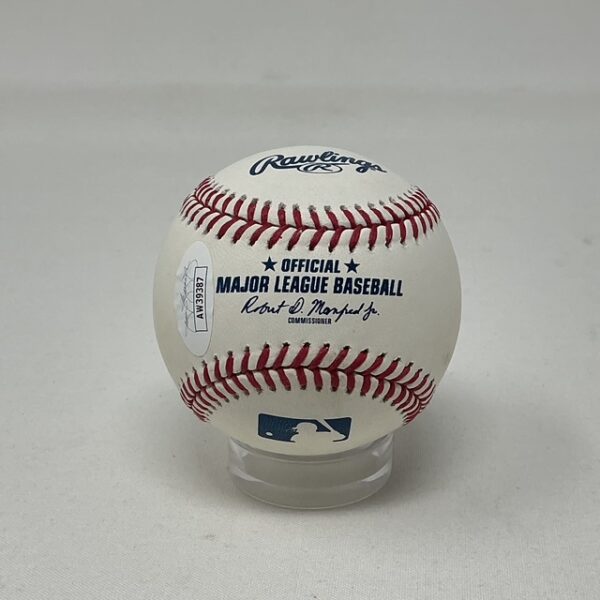 Rawlings
R
★ OFFICIAL ★
MAJOR LEAGUE BASEBALL
Robert D. Manfred Jr.
COMMISSIONER
AW39387